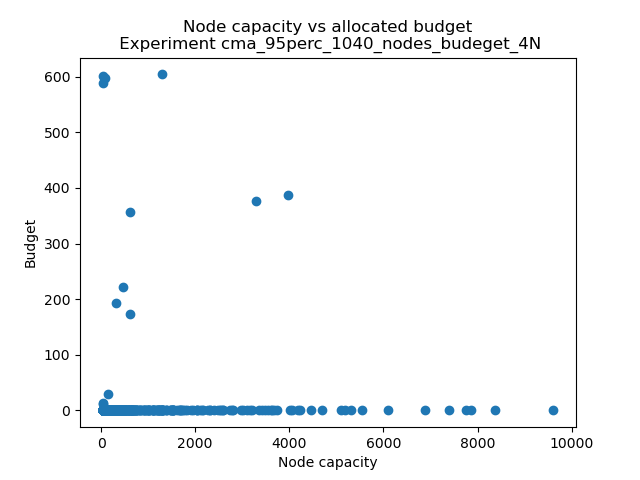 Node capacity vs allocated budget
Experiment cma_95perc_1040_nodes_budeget_4N
600
500
400
300
200
100
0
Budget
0 2000 4000 6000 8000 10000
Node capacity